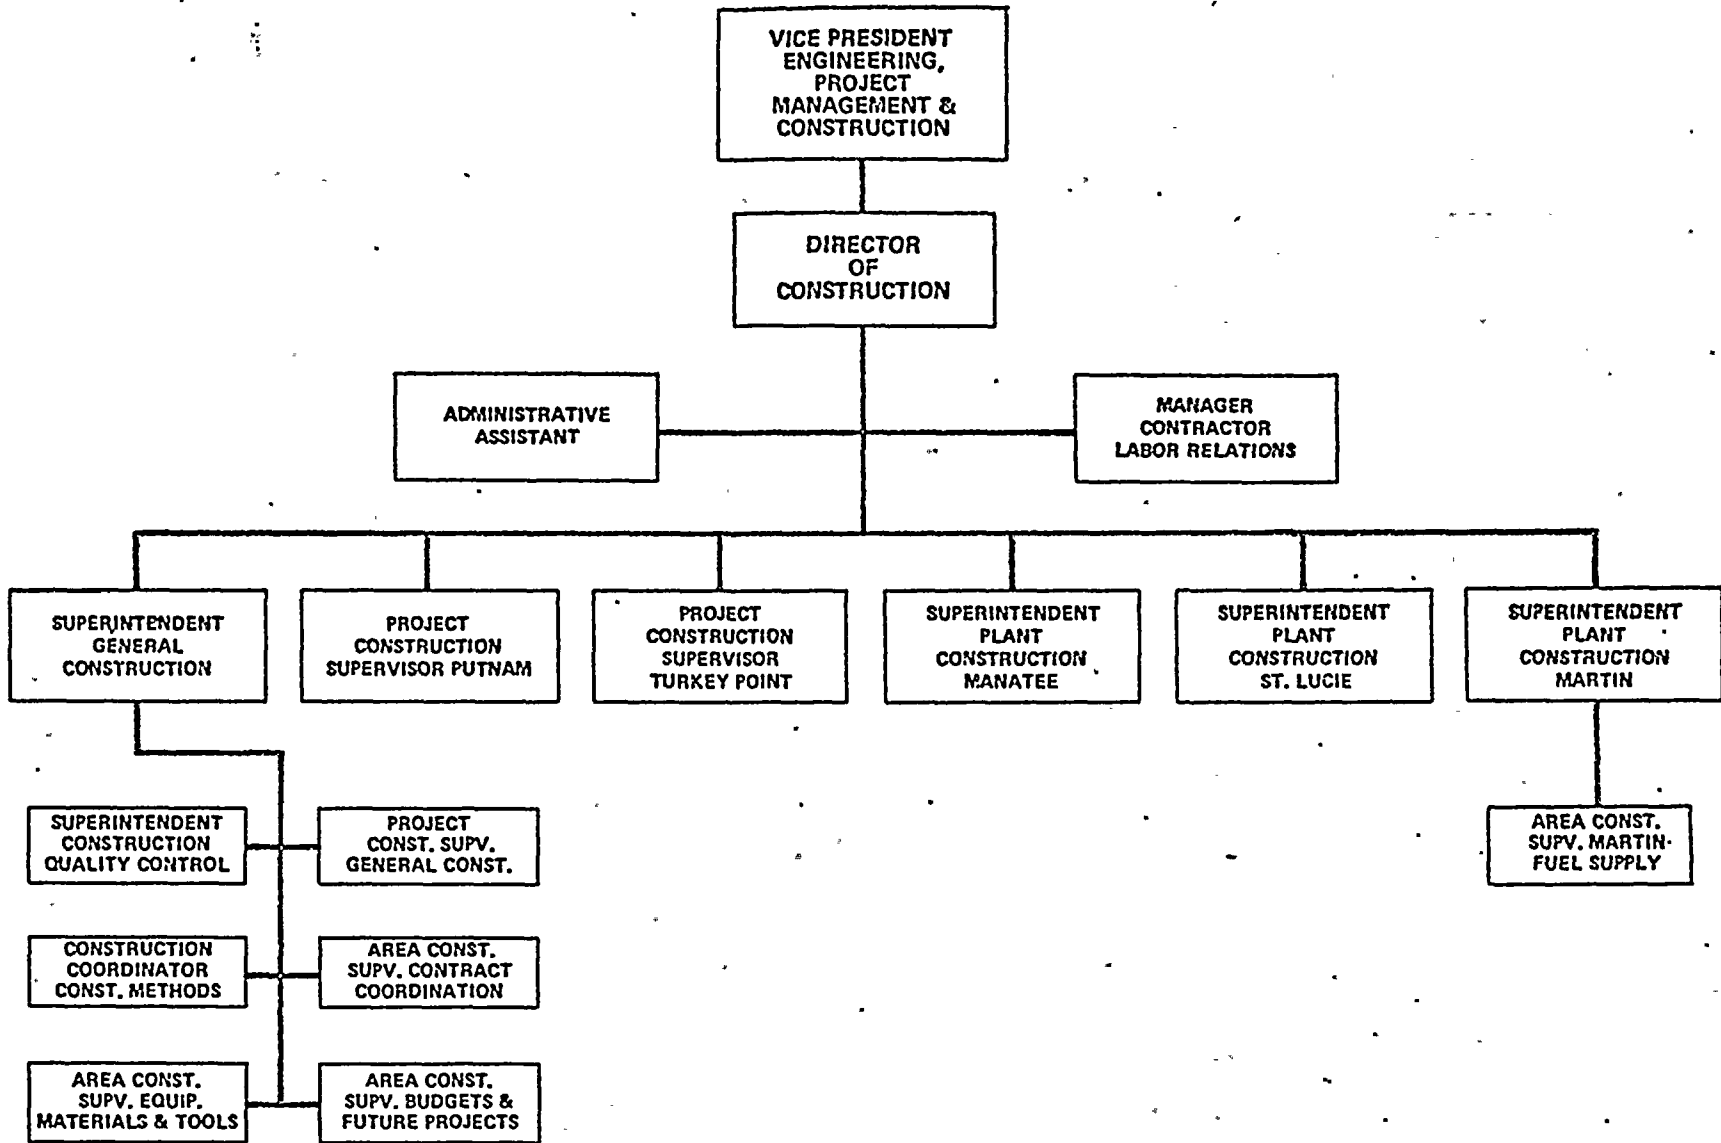 VICE PRESIDENT
ENGINEERING,
PROJECT
MANAGEMENT &
CONSTRUCTION
DIRECTOR
OF
CONSTRUCTION
ADMINISTRATIVE
ASSISTANT
MANAGER
CONTRACTOR
LABOR RELATIONS
SUPERINTENDENT
GENERAL
CONSTRUCTION
PROJECT
CONSTRUCTION
SUPERVISOR PUTNAM
PROJECT
CONSTRUCTION
SUPERVISOR
TURKEY POINT
SUPERINTENDENT
PLANT
CONSTRUCTION
MANATEE
SUPERINTENDENT
PLANT
CONSTRUCTION
ST. LUCIE
SUPERINTENDENT
PLANT
CONSTRUCTION
MARTIN
SUPERINTENDENT
CONSTRUCTION
QUALITY CONTROL
PROJECT
CONST. SUPV.
GENERAL CONST.
AREA CONST.
SUPV. MARTIN-
FUEL SUPPLY
CONSTRUCTION
COORDINATOR
CONST. METHODS
AREA CONST.
SUPV. CONTRACT
COORDINATION
AREA CONST.
SUPV. EQUIP.
MATERIALS & TOOLS
AREA CONST.
SUPV. BUDGETS &
FUTURE PROJECTS